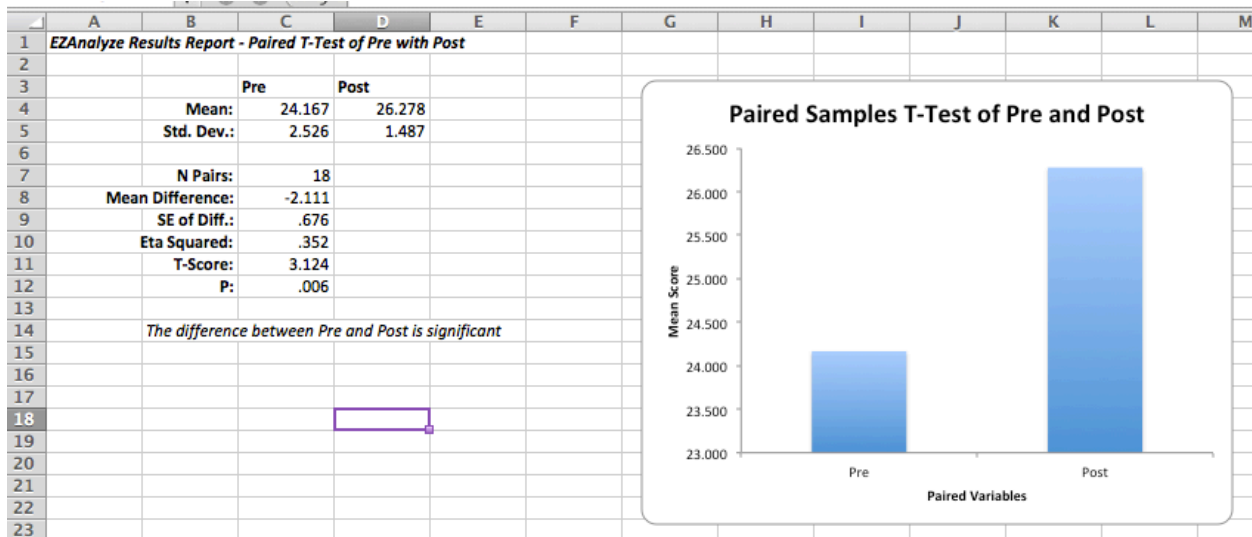 A B C D E F G H I J K L M
1 EZAnalyze Results Report - Paired T-Test of Pre with Post
2
3 Pre Post
4 Mean: 24.167 26.278
5 Std. Dev.: 2.526 1.487
6
7 N Pairs: 18
8 Mean Difference: -2.111
9 SE of Diff.: .676
10 Eta Squared: .352
11 T-Score: 3.124
12 P: .006
13
14 The difference between Pre and Post is significant
15
16
17
18
19
20
21
22
23
Paired Samples T-Test of Pre and Post
26.500
26.000
25.500
25.000
24.500
24.000
23.500
23.000
Mean Score
Pre Post
Paired Variables